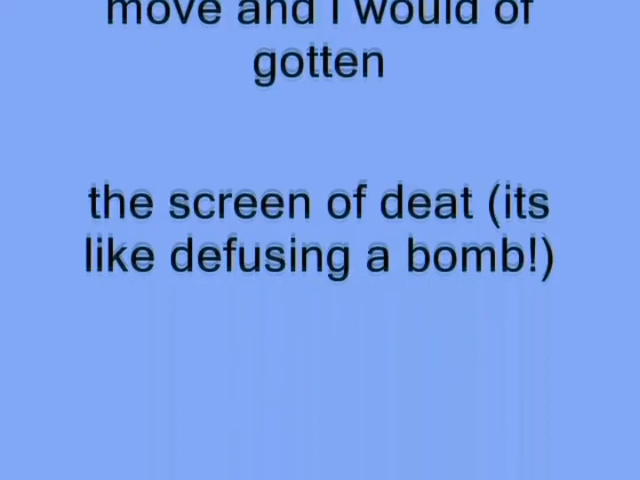 move and I would of
gotten
the screen of deat (its
like defusing a bomb!)